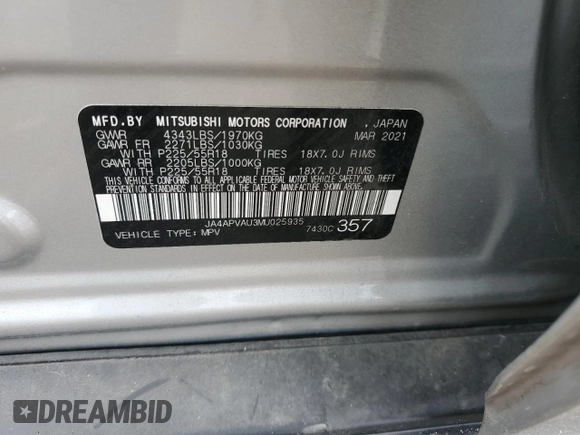 MFD.BY MITSUBISHI MOTORS CORPORATION . JAPAN
GVWR 4343LBS/1970KG MAR 2021
GAWR FR 2271LBS/1030KG
WITH P225/55R18 TIRES 18X7.0J RIMS
GAWR RR 2205LBS/1000KG
WITH P225/55R18 TIRES 18X7.0J RIMS
THIS VEHICLE CONFORMS TO ALL APPLICABLE FEDERAL MOTOR VEHICLE SAFETY AND THEFT
PREVENTION STANDARDS IN EFFECT ON THE DATE OF MANUFACTURE SHOWN ABOVE.
JA4APVAU3MU025935
VEHICLE TYPE: MPV 7430C 357
DREAMBID